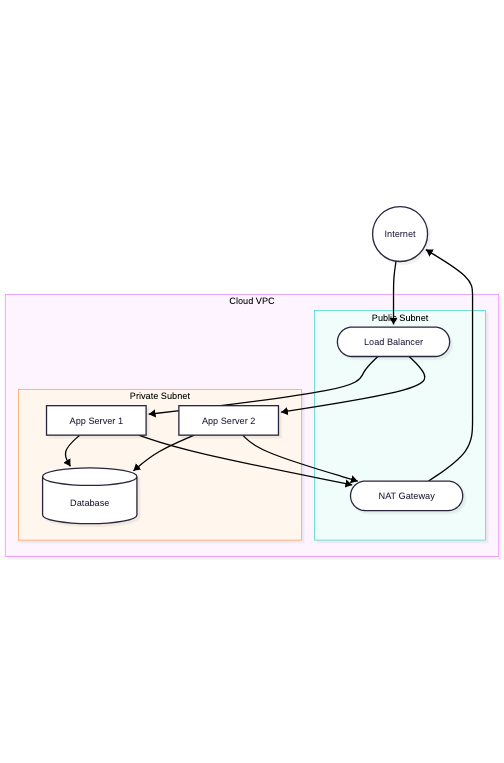 Internet
Cloud VPC
Public Subnet
Load Balancer
Private Subnet
App Server 1
App Server 2
Database
NAT Gateway